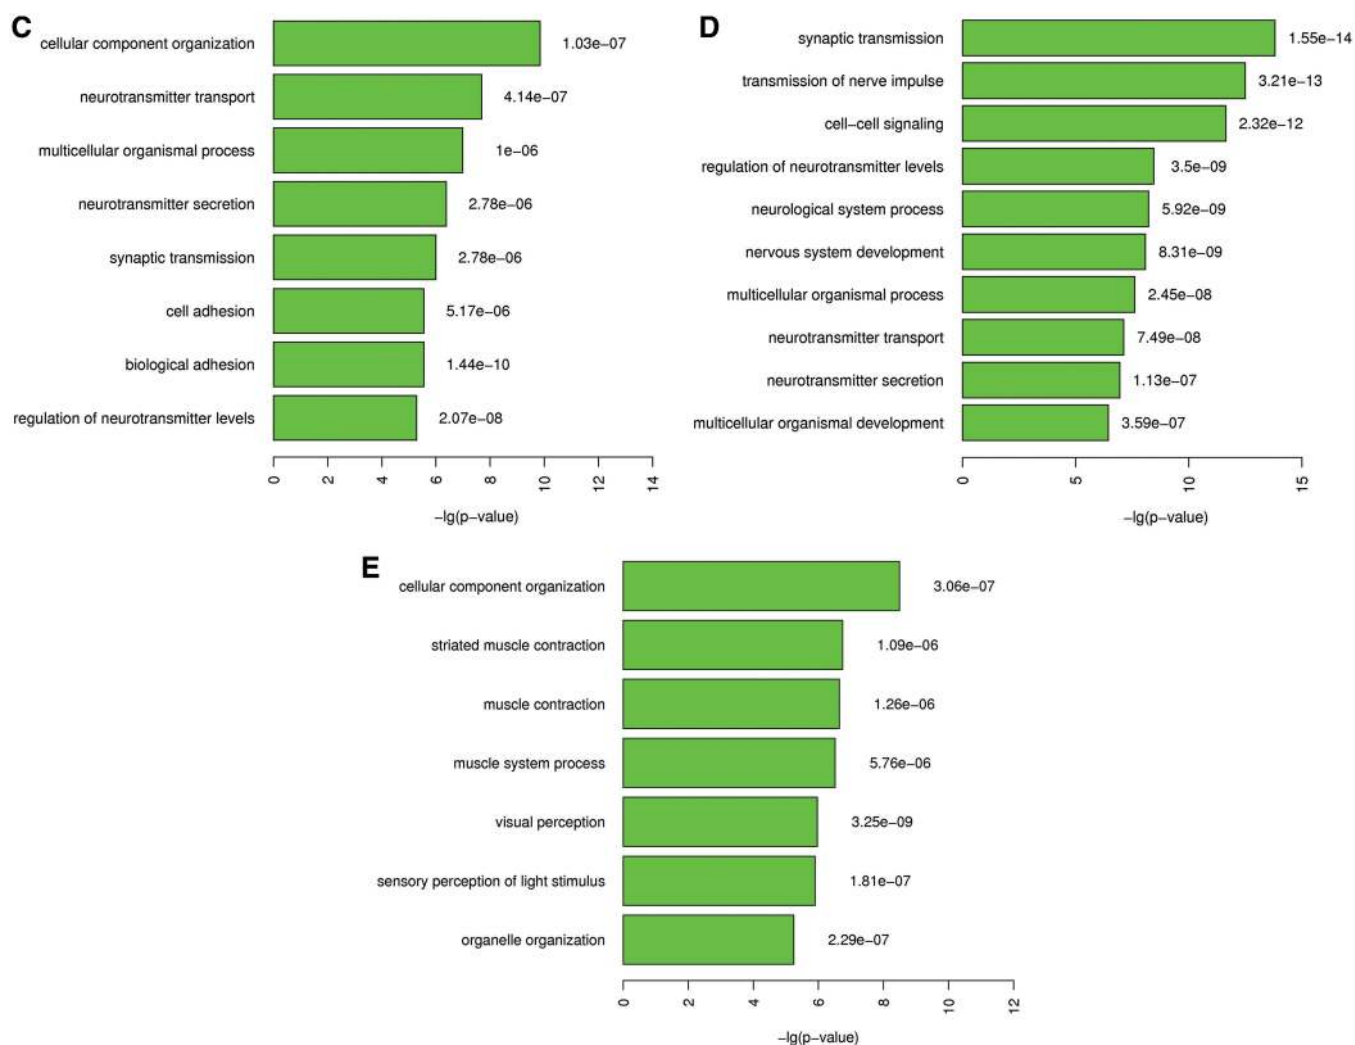 C
cellular component organization 1.03e−07
neurotransmitter transport 4.14e−07
multicellular organismal process 1e−06
neurotransmitter secretion 2.78e−06
synaptic transmission 2.78e−06
cell adhesion 5.17e−06
biological adhesion 1.44e−10
regulation of neurotransmitter levels 2.07e−08
0 2 4 6 8 10 12 14
−lg(p−value)
D
synaptic transmission 1.55e−14
transmission of nerve impulse 3.21e−13
cell−cell signaling 2.32e−12
regulation of neurotransmitter levels 3.5e−09
neurological system process 5.92e−09
nervous system development 8.31e−09
multicellular organismal process 2.45e−08
neurotransmitter transport 7.49e−08
neurotransmitter secretion 1.13e−07
multicellular organismal development 3.59e−07
0 5 10 15
−lg(p−value)
E
cellular component organization 3.06e−07
striated muscle contraction 1.09e−06
muscle contraction 1.26e−06
muscle system process 5.76e−06
visual perception 3.25e−09
sensory perception of light stimulus 1.81e−07
organelle organization 2.29e−07
0 2 4 6 8 10 12
−lg(p−value)